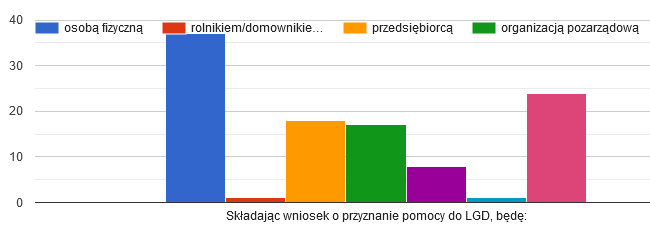 40
osobą fizyczną rolnikiem/domownikie... przedsiębiorcą organizacją pozarządową
30
20
10
0
Składając wniosek o przyznanie pomocy do LGD, będę: